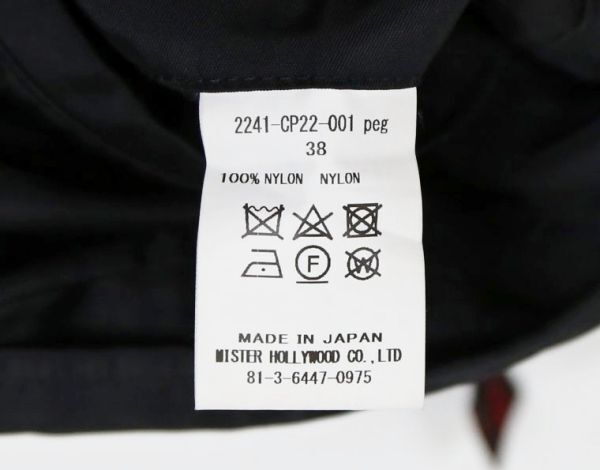 2241-CP22-001 peg
38
100% NYLON NYLON
F W
MADE IN JAPAN
MISTER HOLLYWOOD CO.,LTD
81-3-6447-0975